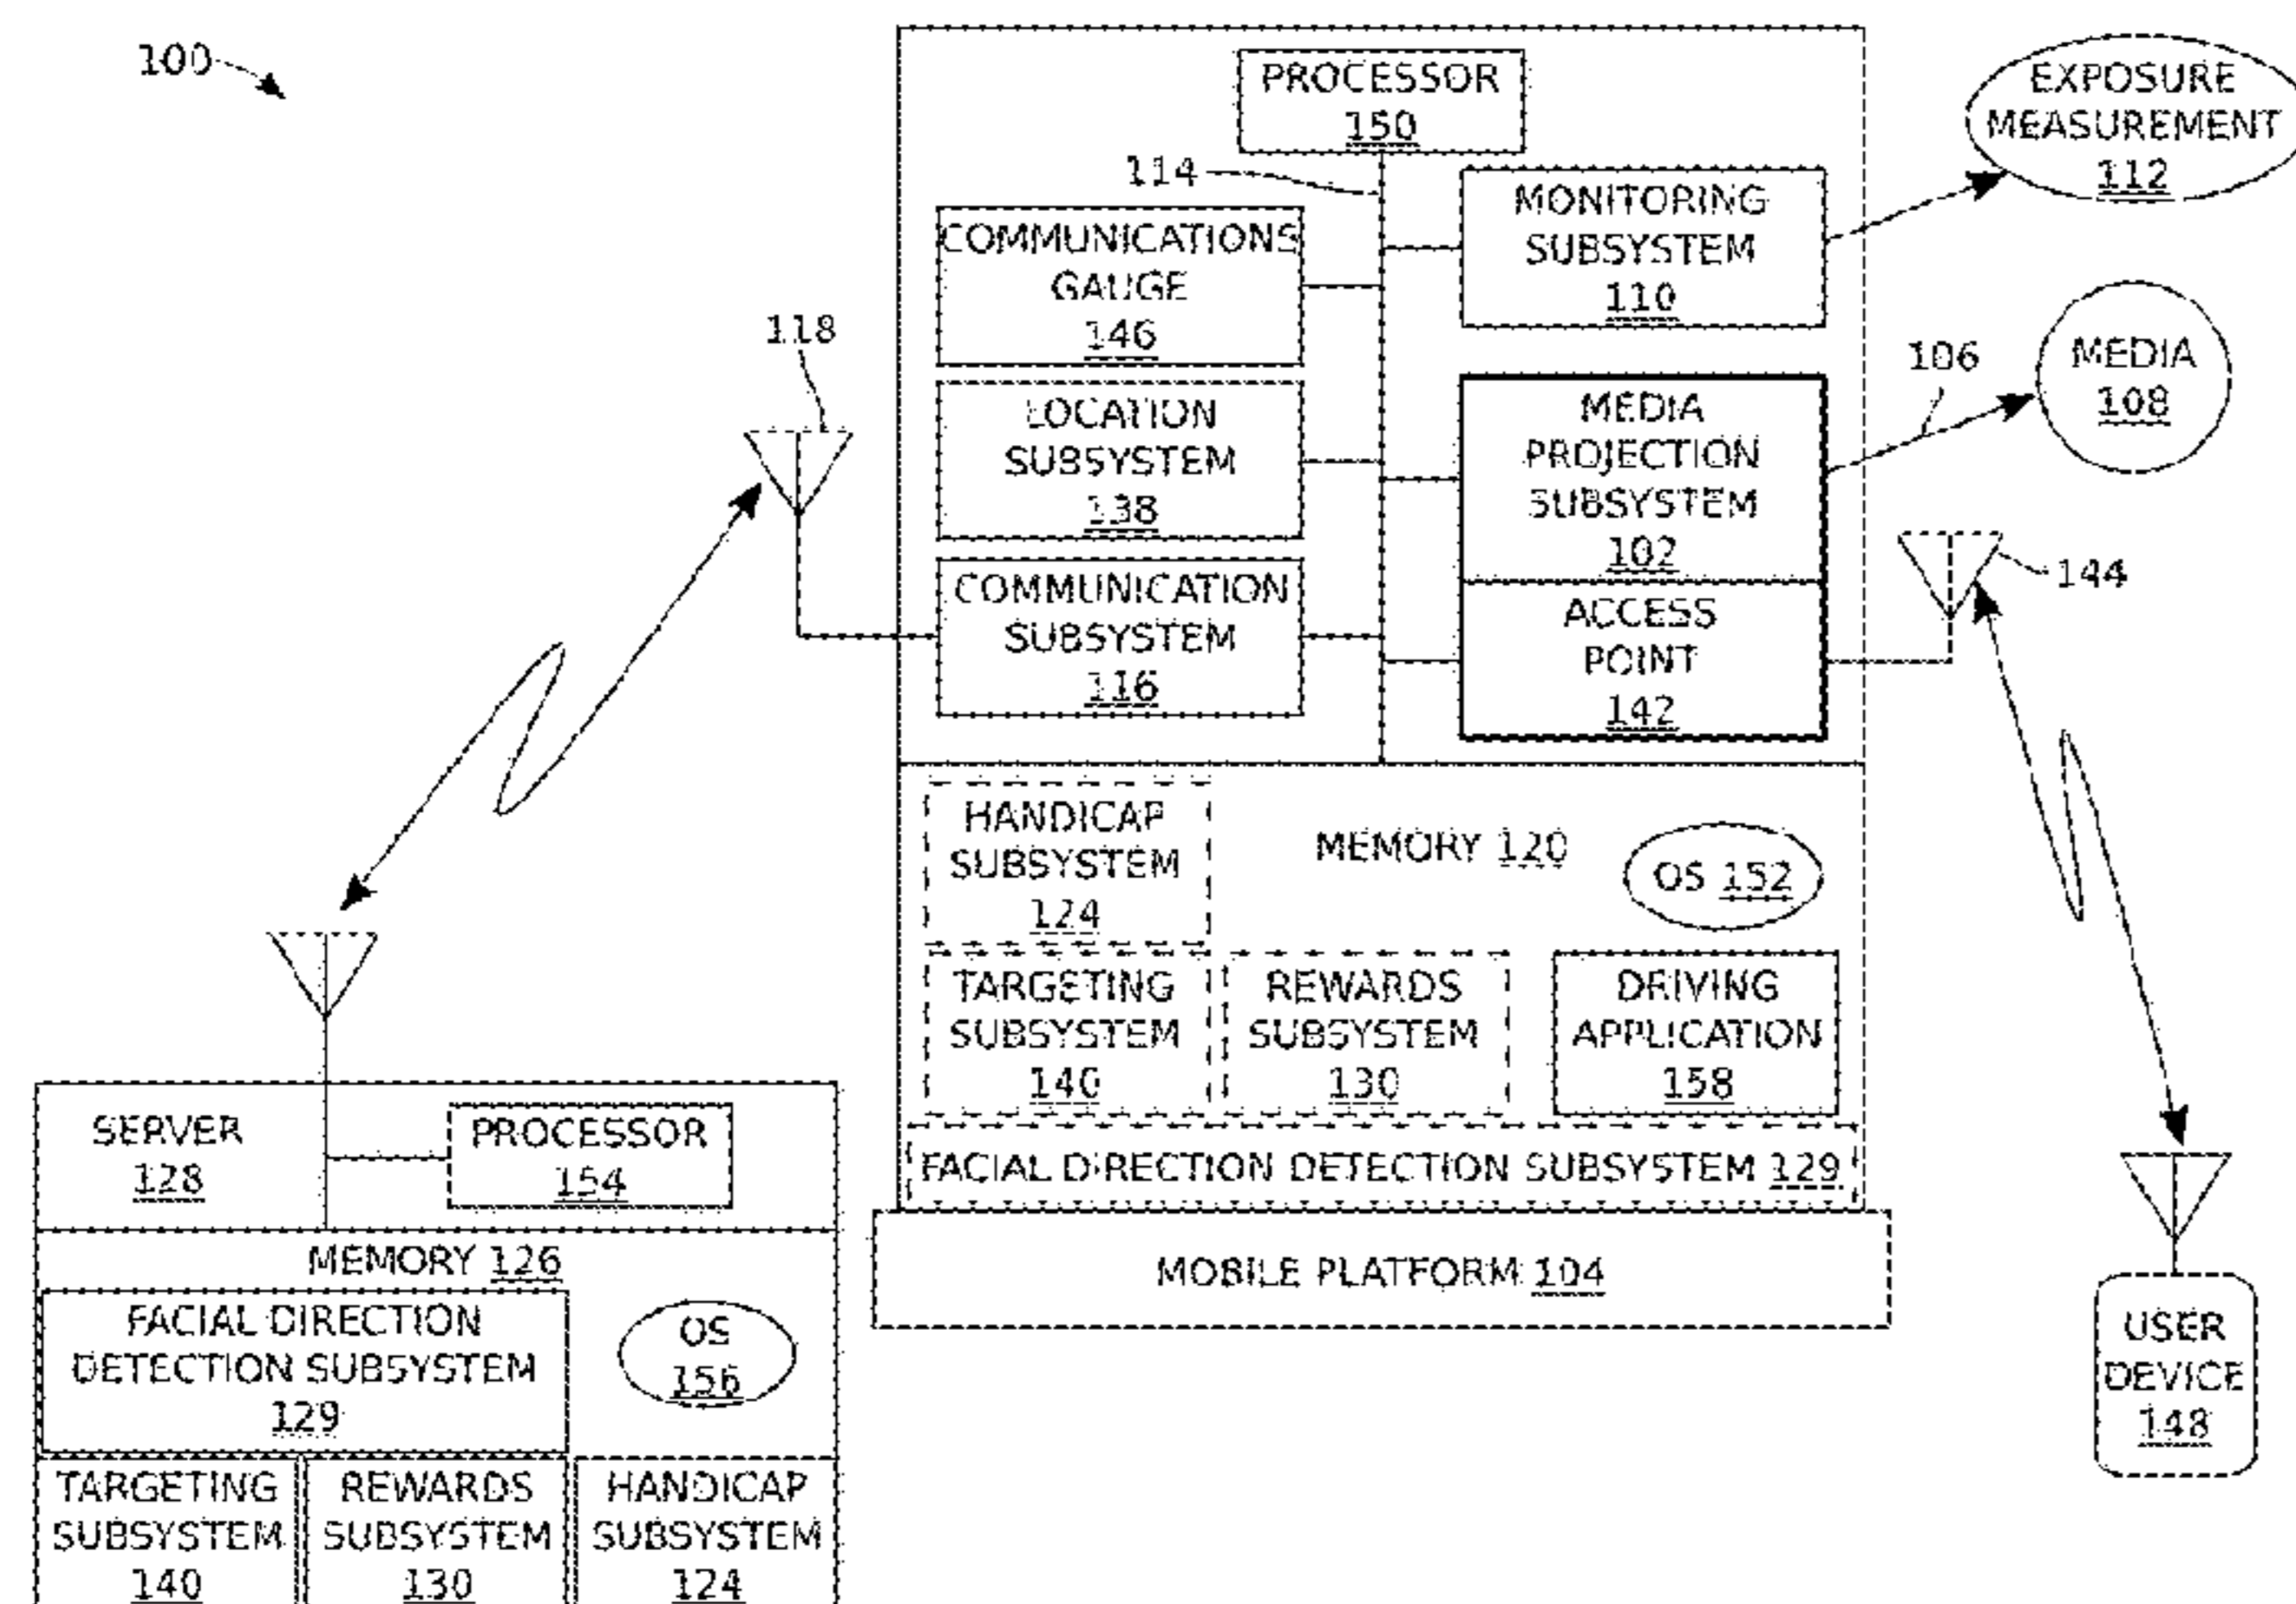 100
PROCESSOR
150
114
COMMUNICATIONS
GAUGE
146
MONITORING
SUBSYSTEM
110
EXPOSURE
MEASUREMENT
112
118
LOCATION
SUBSYSTEM
138
MEDIA
PROJECTION
SUBSYSTEM
102
106
MEDIA
108
COMMUNICATION
SUBSYSTEM
116
ACCESS
POINT
142
144
HANDICAP
SUBSYSTEM
124
MEMORY 120
OS 152
TARGETING
SUBSYSTEM
140
REWARDS
SUBSYSTEM
130
DRIVING
APPLICATION
158
FACIAL DIRECTION DETECTION SUBSYSTEM 129
MOBILE PLATFORM 104
SERVER
128
PROCESSOR
154
MEMORY 126
FACIAL DIRECTION
DETECTION SUBSYSTEM
129
OS
156
TARGETING
SUBSYSTEM
140
REWARDS
SUBSYSTEM
130
HANDICAP
SUBSYSTEM
124
USER
DEVICE
148